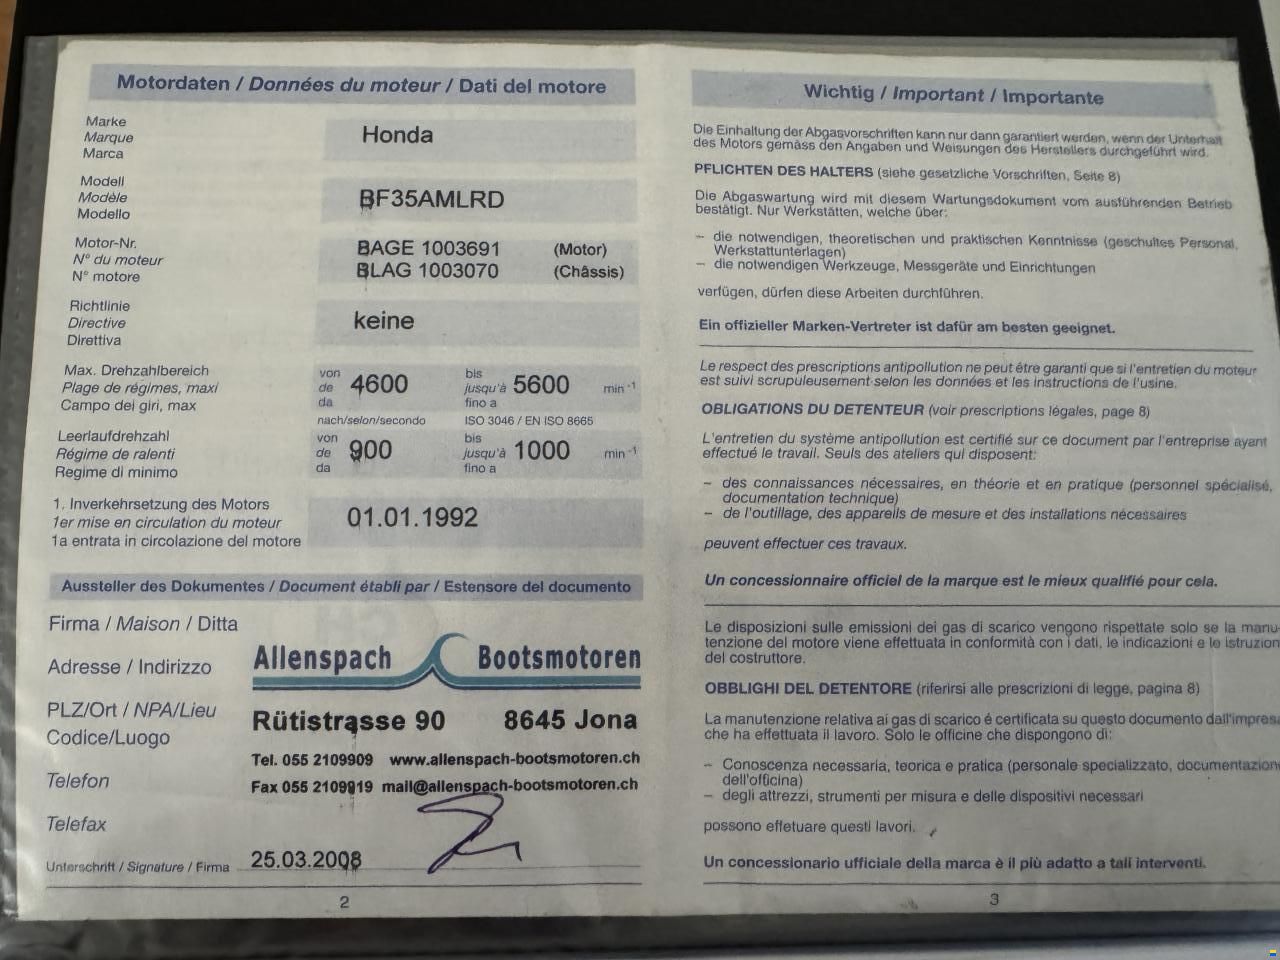 Motordaten / Données du moteur / Dati del motore
Marke
Marque
Marca
Honda
Modell
Modèle
Modello
BF35AMLRD
Motor-Nr.
N° du moteur
N° motore
BAGE 1003691 (Motor)
BLAG 1003070 (Châssis)
Richtlinie
Directive
Direttiva
keine
Max. Drehzahlbereich
Plage de régimes, maxi
Campo dei giri, max
von
de
da
4600
bis
jusqu'à
fino a
5600
min -1
nach/selon/secondo ISO 3046 / EN ISO 8665
Leerlaufdrehzahl
Régime de ralenti
Regime di minimo
von
de
da
900
bis
jusqu'à
fino a
1000
min -1
1. Inverkehrsetzung des Motors
1er mise en circulation du moteur
1a entrata in circolazione del motore
01.01.1992
Aussteller des Dokumentes / Document établi par / Estensore del documento
Firma / Maison / Ditta
Adresse / Indirizzo
PLZ/Ort / NPA/Lieu
Codice/Luogo
Telefon
Telefax
Allenspach Bootsmotoren
Rütistrasse 90 8645 Jona
Tel. 055 2109909 www.allenspach-bootsmotoren.ch
Fax 055 2109919 mail@allenspach-bootsmotoren.ch
Unterschrift / Signature / Firma 25.03.2008
2
Wichtig / Important / Importante
Die Einhaltung der Abgasvorschriften kann nur dann garantiert werden, wenn der Unterhalt
des Motors gemäss den Angaben und Weisungen des Herstellers durchgeführt wird.
PFLICHTEN DES HALTERS (siehe gesetzliche Vorschriften, Seite 8)
Die Abgaswartung wird mit diesem Wartungsdokument vom ausführenden Betrieb
bestätigt. Nur Werkstätten, welche über:
– die notwendigen, theoretischen und praktischen Kenntnisse (geschultes Personal,
Werkstattunterlagen)
– die notwendigen Werkzeuge, Messgeräte und Einrichtungen
verfügen, dürfen diese Arbeiten durchführen.
Ein offizieller Marken-Vertreter ist dafür am besten geeignet.
Le respect des prescriptions antipollution ne peut être garanti que si l'entretien du moteur
est suivi scrupuleusement selon les données et les instructions de l'usine.
OBLIGATIONS DU DETENTEUR (voir prescriptions légales, page 8)
L'entretien du système antipollution est certifié sur ce document par l'entreprise ayant
effectué le travail. Seuls des ateliers qui disposent:
– des connaissances nécessaires, en théorie et en pratique (personnel spécialisé,
documentation technique)
– de l'outillage, des appareils de mesure et des installations nécessaires
peuvent effectuer ces travaux.
Un concessionnaire officiel de la marque est le mieux qualifié pour cela.
Le disposizioni sulle emissioni dei gas di scarico vengono rispettate solo se la manu-
tenzione del motore viene effettuata in conformità con i dati, le indicazioni e le istruzion
del costruttore.
OBBLIGHI DEL DETENTORE (riferirsi alle prescrizioni di legge, pagina 8)
La manutenzione relativa ai gas di scarico é certificata su questo documento dall'impresa
che ha effettuata il lavoro. Solo le officine che dispongono di:
– Conoscenza necessaria, teorica e pratica (personale specializzato, documentazione
dell'officina)
– degli attrezzi, strumenti per misura e delle dispositivi necessari
possono effetuare questi lavori.
Un concessionario ufficiale della marca è il più adatto a tali interventi.
3